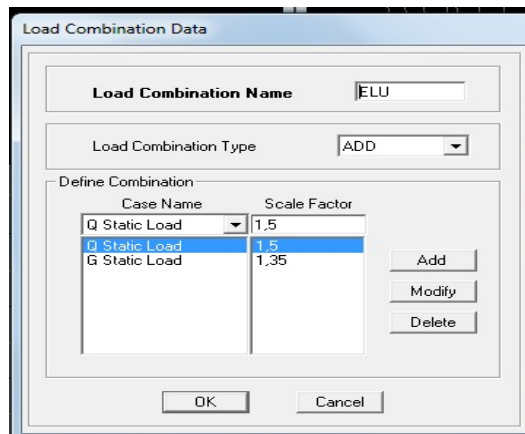 Load Combination Data
Load Combination Name ELU
Load Combination Type ADD
Define Combination
Case Name Scale Factor
Q Static Load 1,5
Q Static Load 1,5
G Static Load 1,35
Add
Modify
Delete
OK Cancel